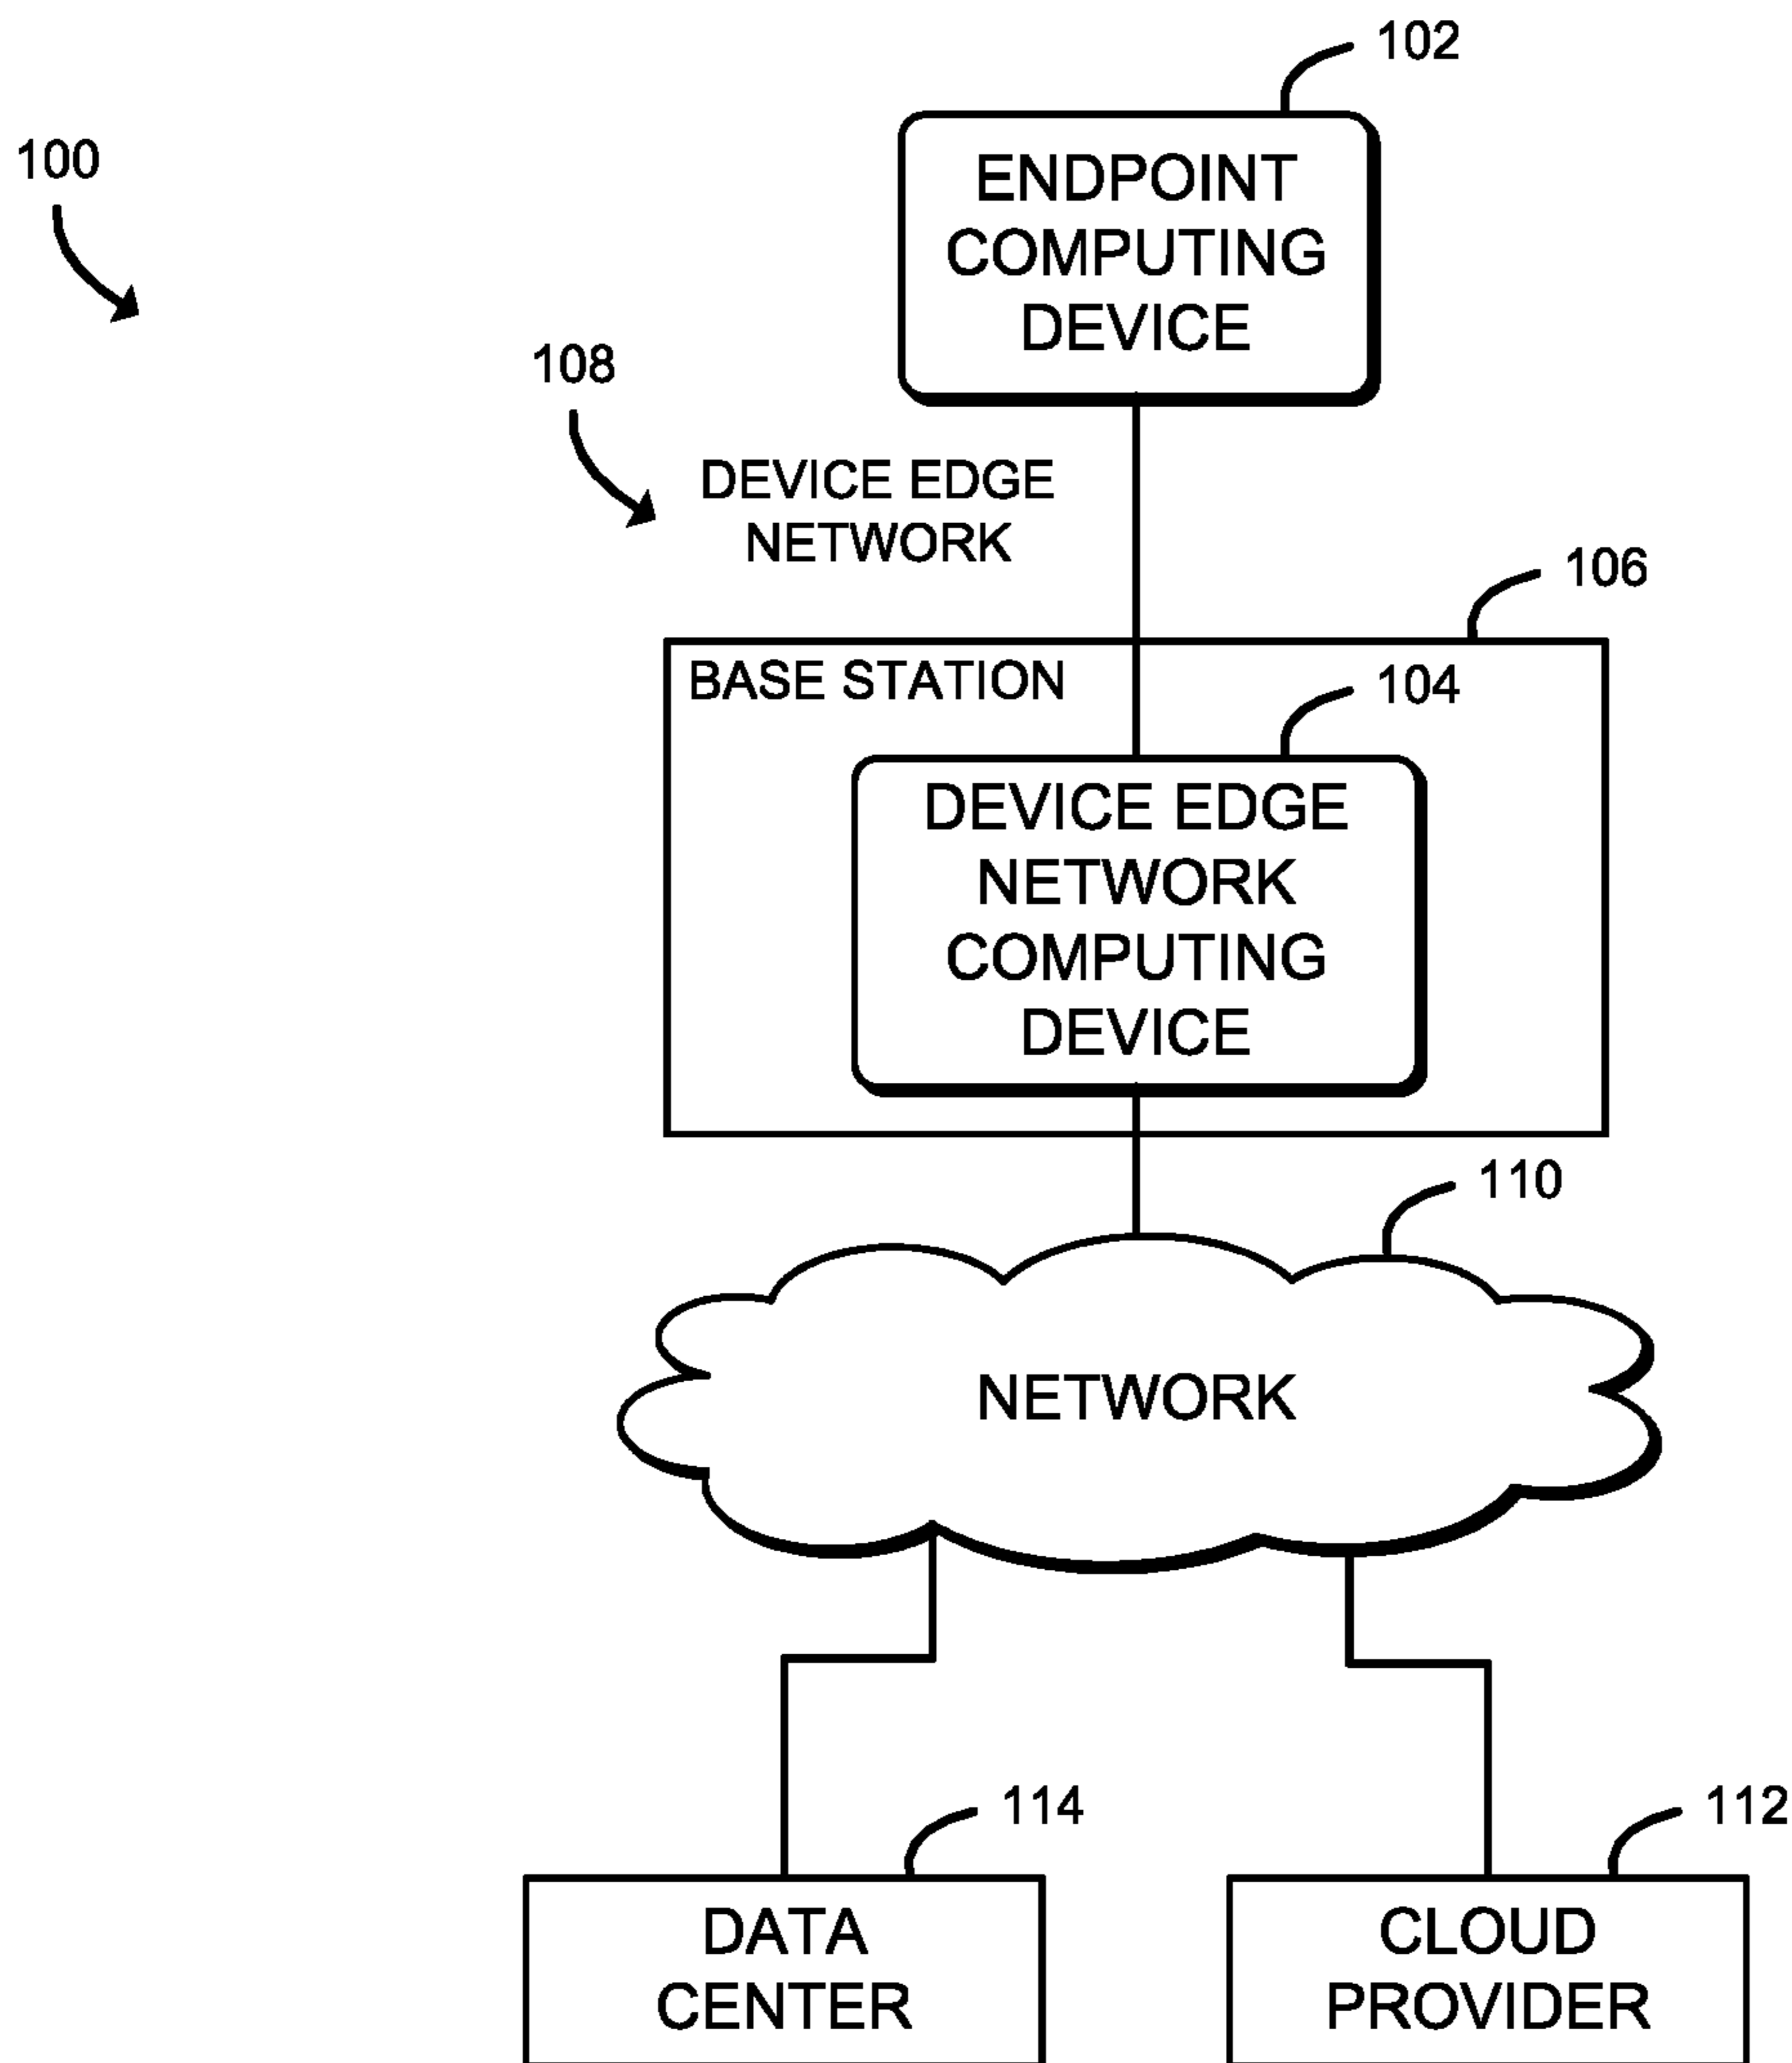 102
100
ENDPOINT
COMPUTING
DEVICE
108
DEVICE EDGE
NETWORK
106
BASE STATION
104
DEVICE EDGE
NETWORK
COMPUTING
DEVICE
110
NETWORK
114
112
DATA
CENTER
CLOUD
PROVIDER